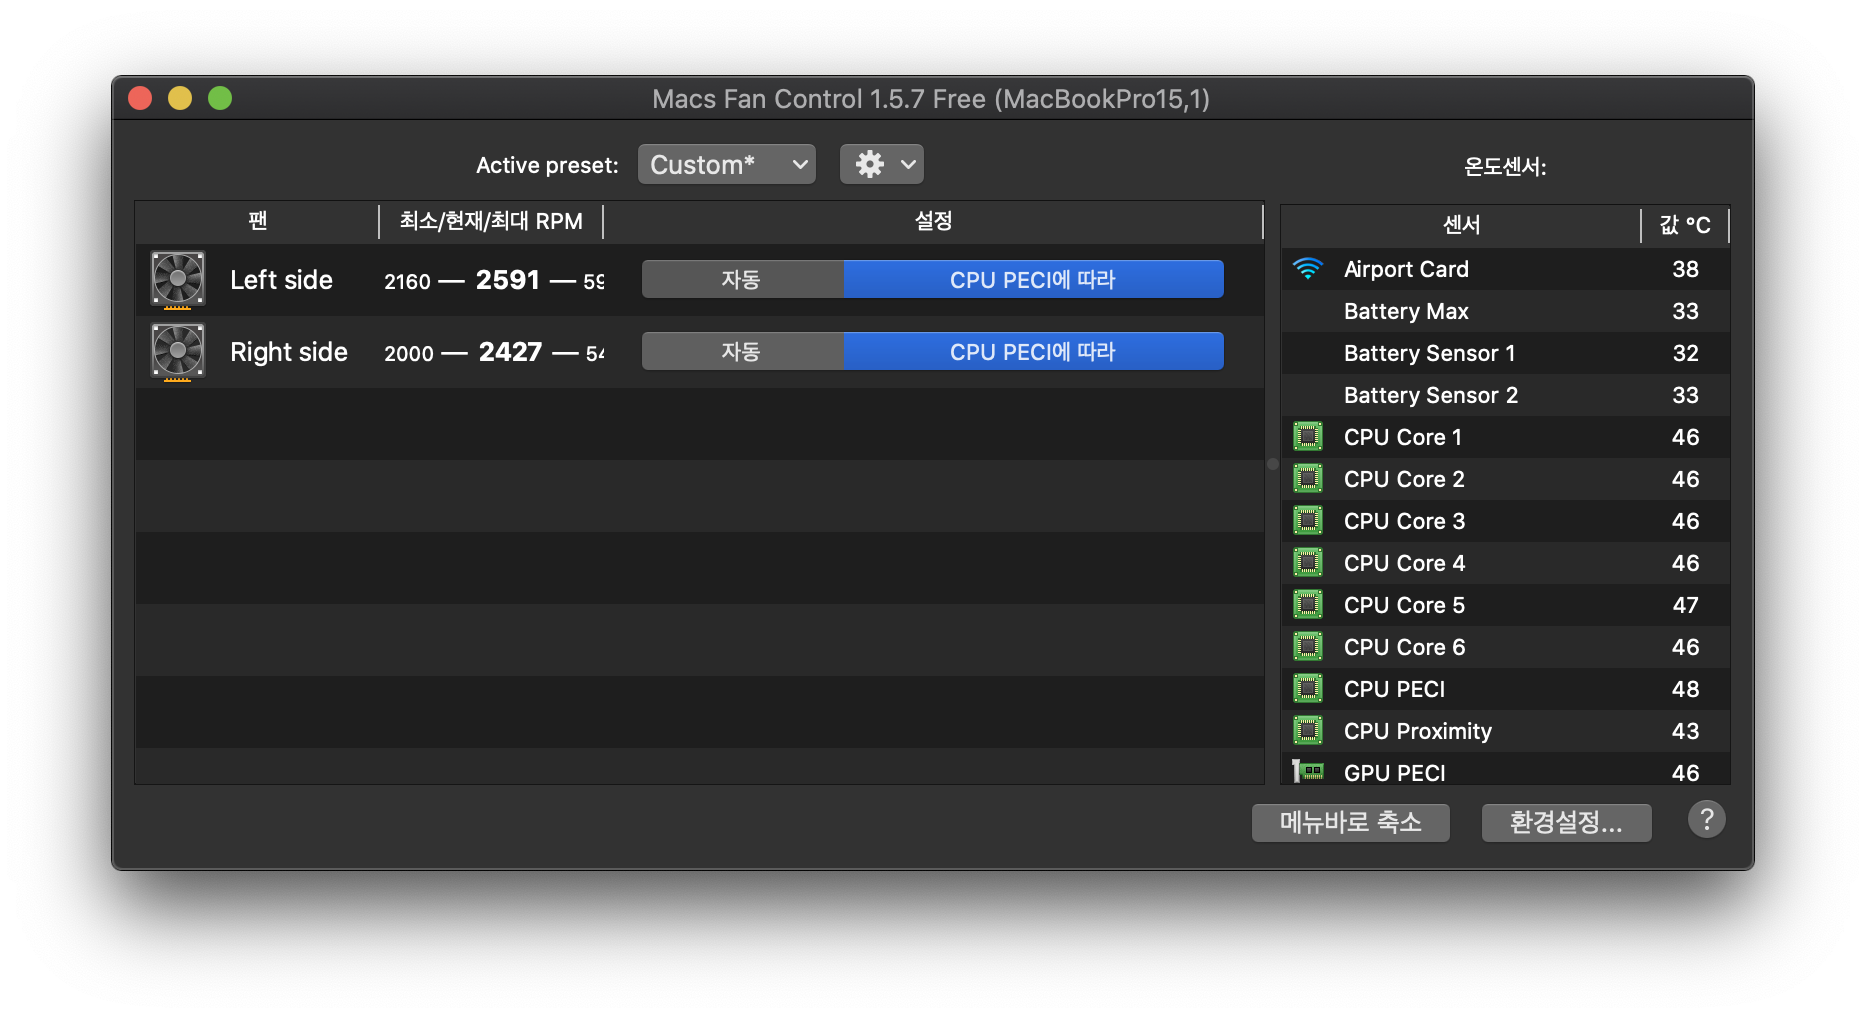 Macs Fan Control 1.5.7 Free (MacBookPro15,1)
Active preset: Custom*
팬 최소/현재/최대 RPM 설정
Left side 2160 — 2591 — 자동 CPU PECI에 따라
Right side 2000 — 2427 — 자동 CPU PECI에 따라
온도센서:
센서 값 °C
Airport Card 38
Battery Max 33
Battery Sensor 1 32
Battery Sensor 2 33
CPU Core 1 46
CPU Core 2 46
CPU Core 3 46
CPU Core 4 46
CPU Core 5 47
CPU Core 6 46
CPU PECI 48
CPU Proximity 43
GPU PECI 46
메뉴바로 축소 환경설정... ?